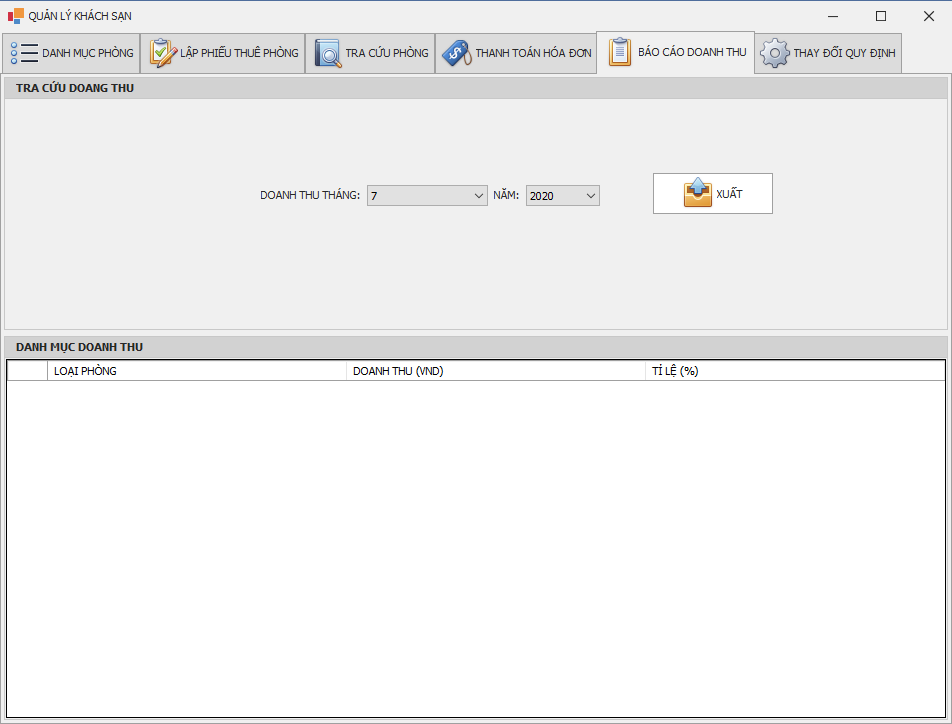 QUẢN LÝ KHÁCH SẠN
DANH MỤC PHÒNG LẬP PHIẾU THUÊ PHÒNG TRA CỨU PHÒNG THANH TOÁN HÓA ĐƠN BÁO CÁO DOANH THU THAY ĐỔI QUY ĐỊNH
TRA CỨU DOANG THU
DOANH THU THÁNG: 7 NĂM: 2020 XUẤT
DANH MỤC DOANH THU
LOẠI PHÒNG DOANH THU (VND) TỈ LỆ (%)